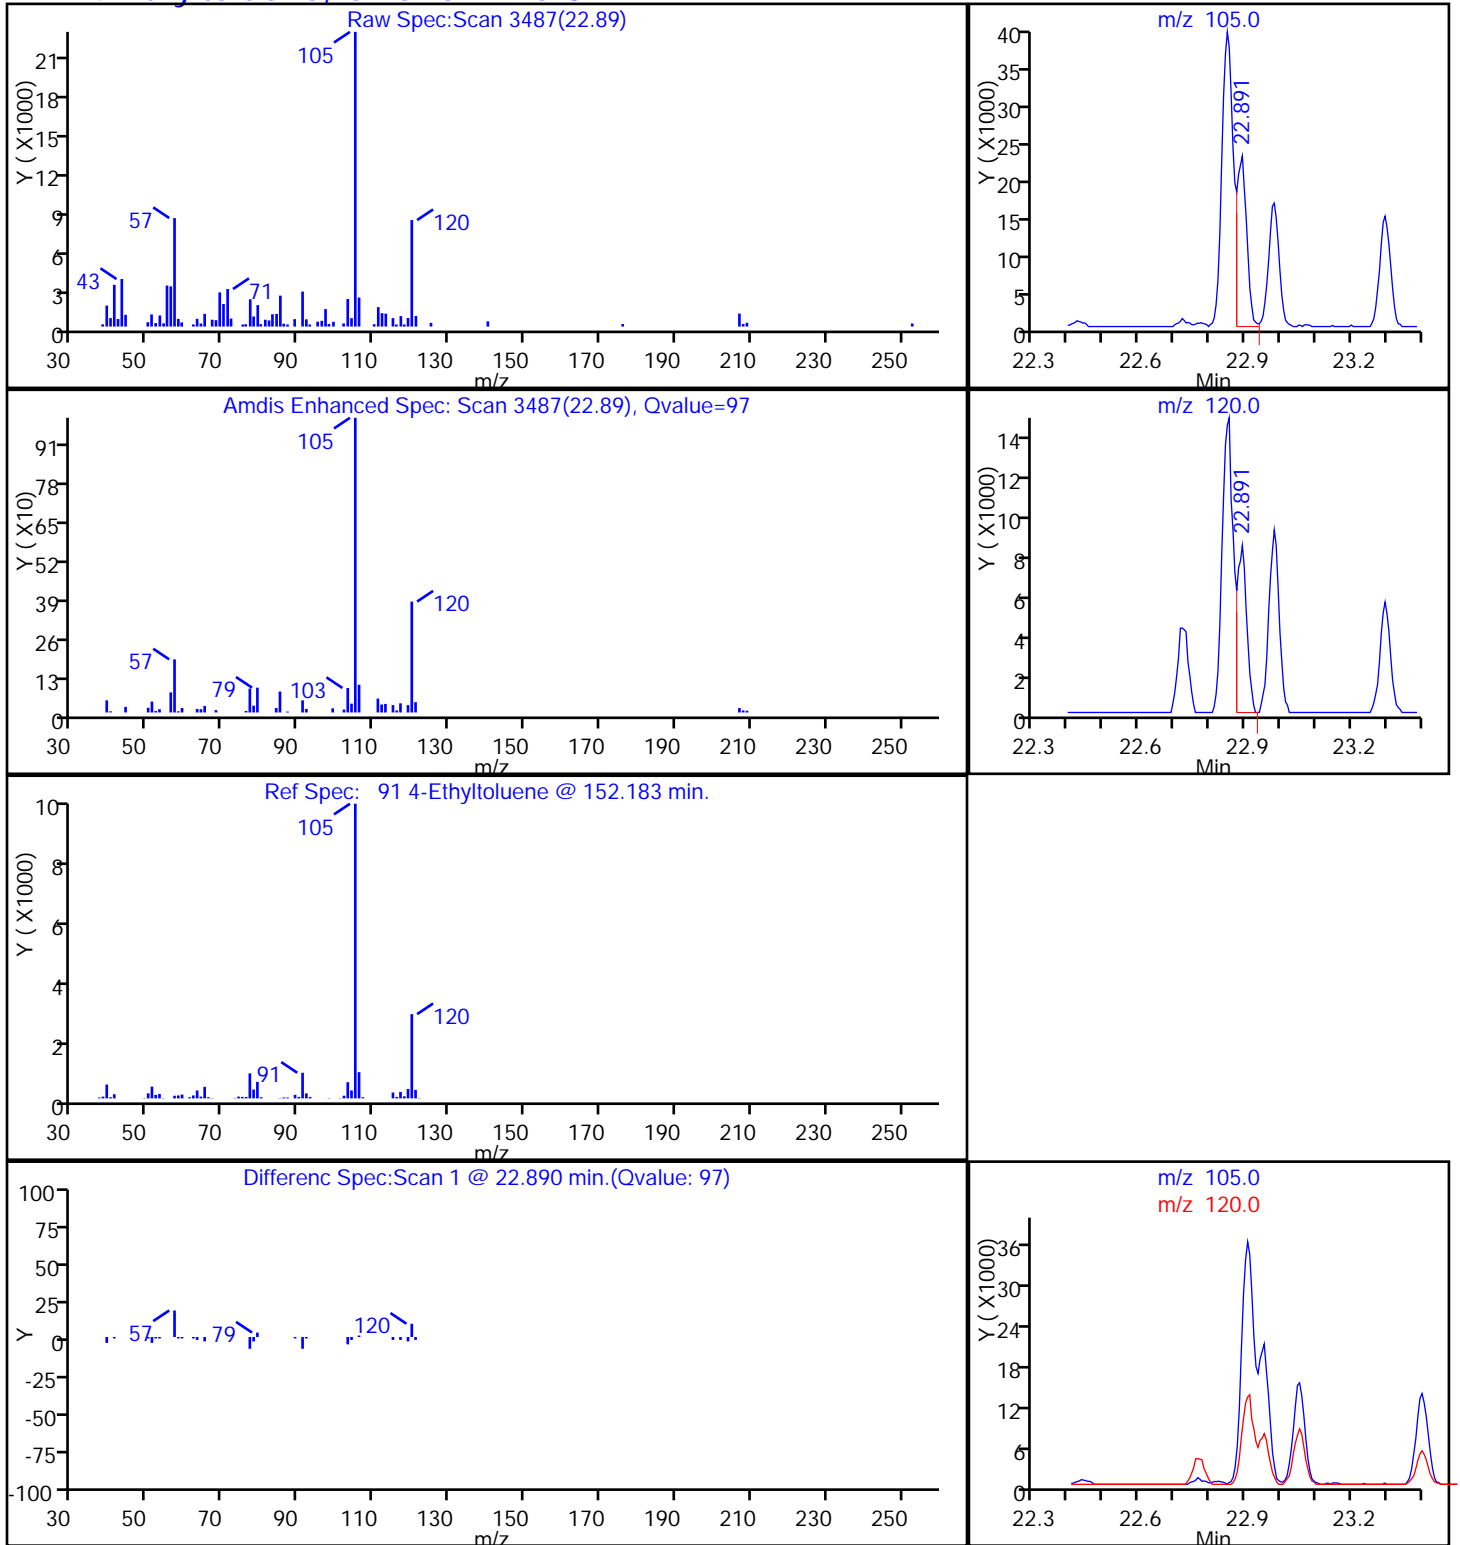 Raw Spec:Scan 3487(22.89)
Y ( X1000)
21
18
15
12
9
6
3
0
105
57
120
43
71
30 50 70 90 110 130 150 170 190 210 230 250
m/z
m/z 105.0
Y ( X1000)
40
35
30
25
20
15
10
5
0
22.891
22.3 22.6 22.9 23.2
Min
Amdis Enhanced Spec: Scan 3487(22.89), Qvalue=97
Y ( X10)
91
78
65
52
39
26
13
0
105
120
57
79
103
30 50 70 90 110 130 150 170 190 210 230 250
m/z
m/z 120.0
Y ( X1000)
14
12
10
8
6
4
2
0
22.891
22.3 22.6 22.9 23.2
Min
Ref Spec: 91 4-Ethyltoluene @ 152.183 min.
Y ( X1000)
10
8
6
4
2
0
105
120
91
30 50 70 90 110 130 150 170 190 210 230 250
m/z
Differenc Spec:Scan 1 @ 22.890 min.(Qvalue: 97)
Y
100
75
50
25
0
-25
-50
-75
-100
57
79
120
30 50 70 90 110 130 150 170 190 210 230 250
m/z
m/z 105.0
m/z 120.0
Y ( X1000)
36
30
24
18
12
6
0
22.3 22.6 22.9 23.2
Min